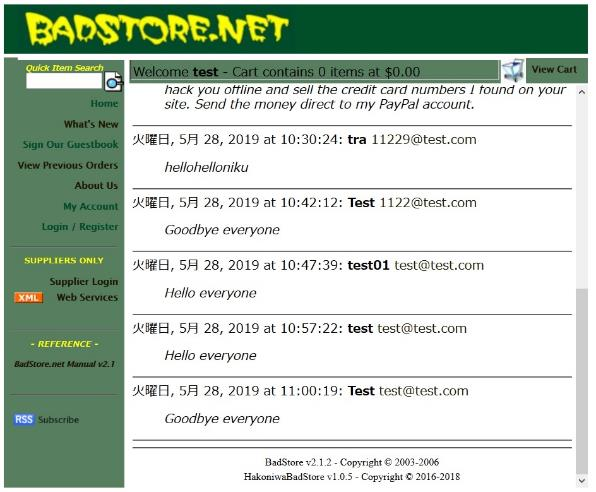 BADSTORE.NET
Quick Item Search
Welcome test - Cart contains 0 items at $0.00
View Cart
Home
What's New
Sign Our Guestbook
View Previous Orders
About Us
My Account
Login / Register
SUPPLIERS ONLY
Supplier Login
XML Web Services
- REFERENCE -
BadStore.net Manual v2.1
RSS Subscribe
hack you offline and sell the credit card numbers I found on your
site. Send the money direct to my PayPal account.
火曜日, 5月 28, 2019 at 10:30:24: tra 11229@test.com
hellohelloniku
火曜日, 5月 28, 2019 at 10:42:12: Test 1122@test.com
Goodbye everyone
火曜日, 5月 28, 2019 at 10:47:39: test01 test@test.com
Hello everyone
火曜日, 5月 28, 2019 at 10:57:22: test test@test.com
Hello everyone
火曜日, 5月 28, 2019 at 11:00:19: Test test@test.com
Goodbye everyone
BadStore v2.1.2 - Copyright © 2003-2006
HakoniwaBadStore v1.0.5 - Copyright © 2016-2018